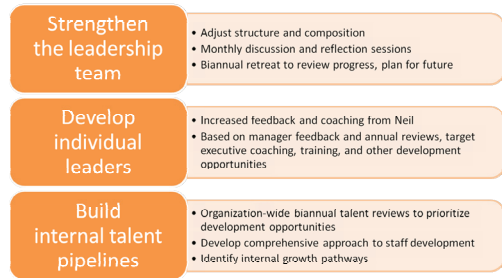 Strengthen
the leadership
team
• Adjust structure and composition
• Monthly discussion and reflection sessions
• Biannual retreat to review progress, plan for future
Develop
individual
leaders
• Increased feedback and coaching from Neil
• Based on manager feedback and annual reviews, target
executive coaching, training, and other development
opportunities
Build
internal talent
pipelines
• Organization-wide biannual talent reviews to prioritize
development opportunities
• Develop comprehensive approach to staff development
• Identify internal growth pathways